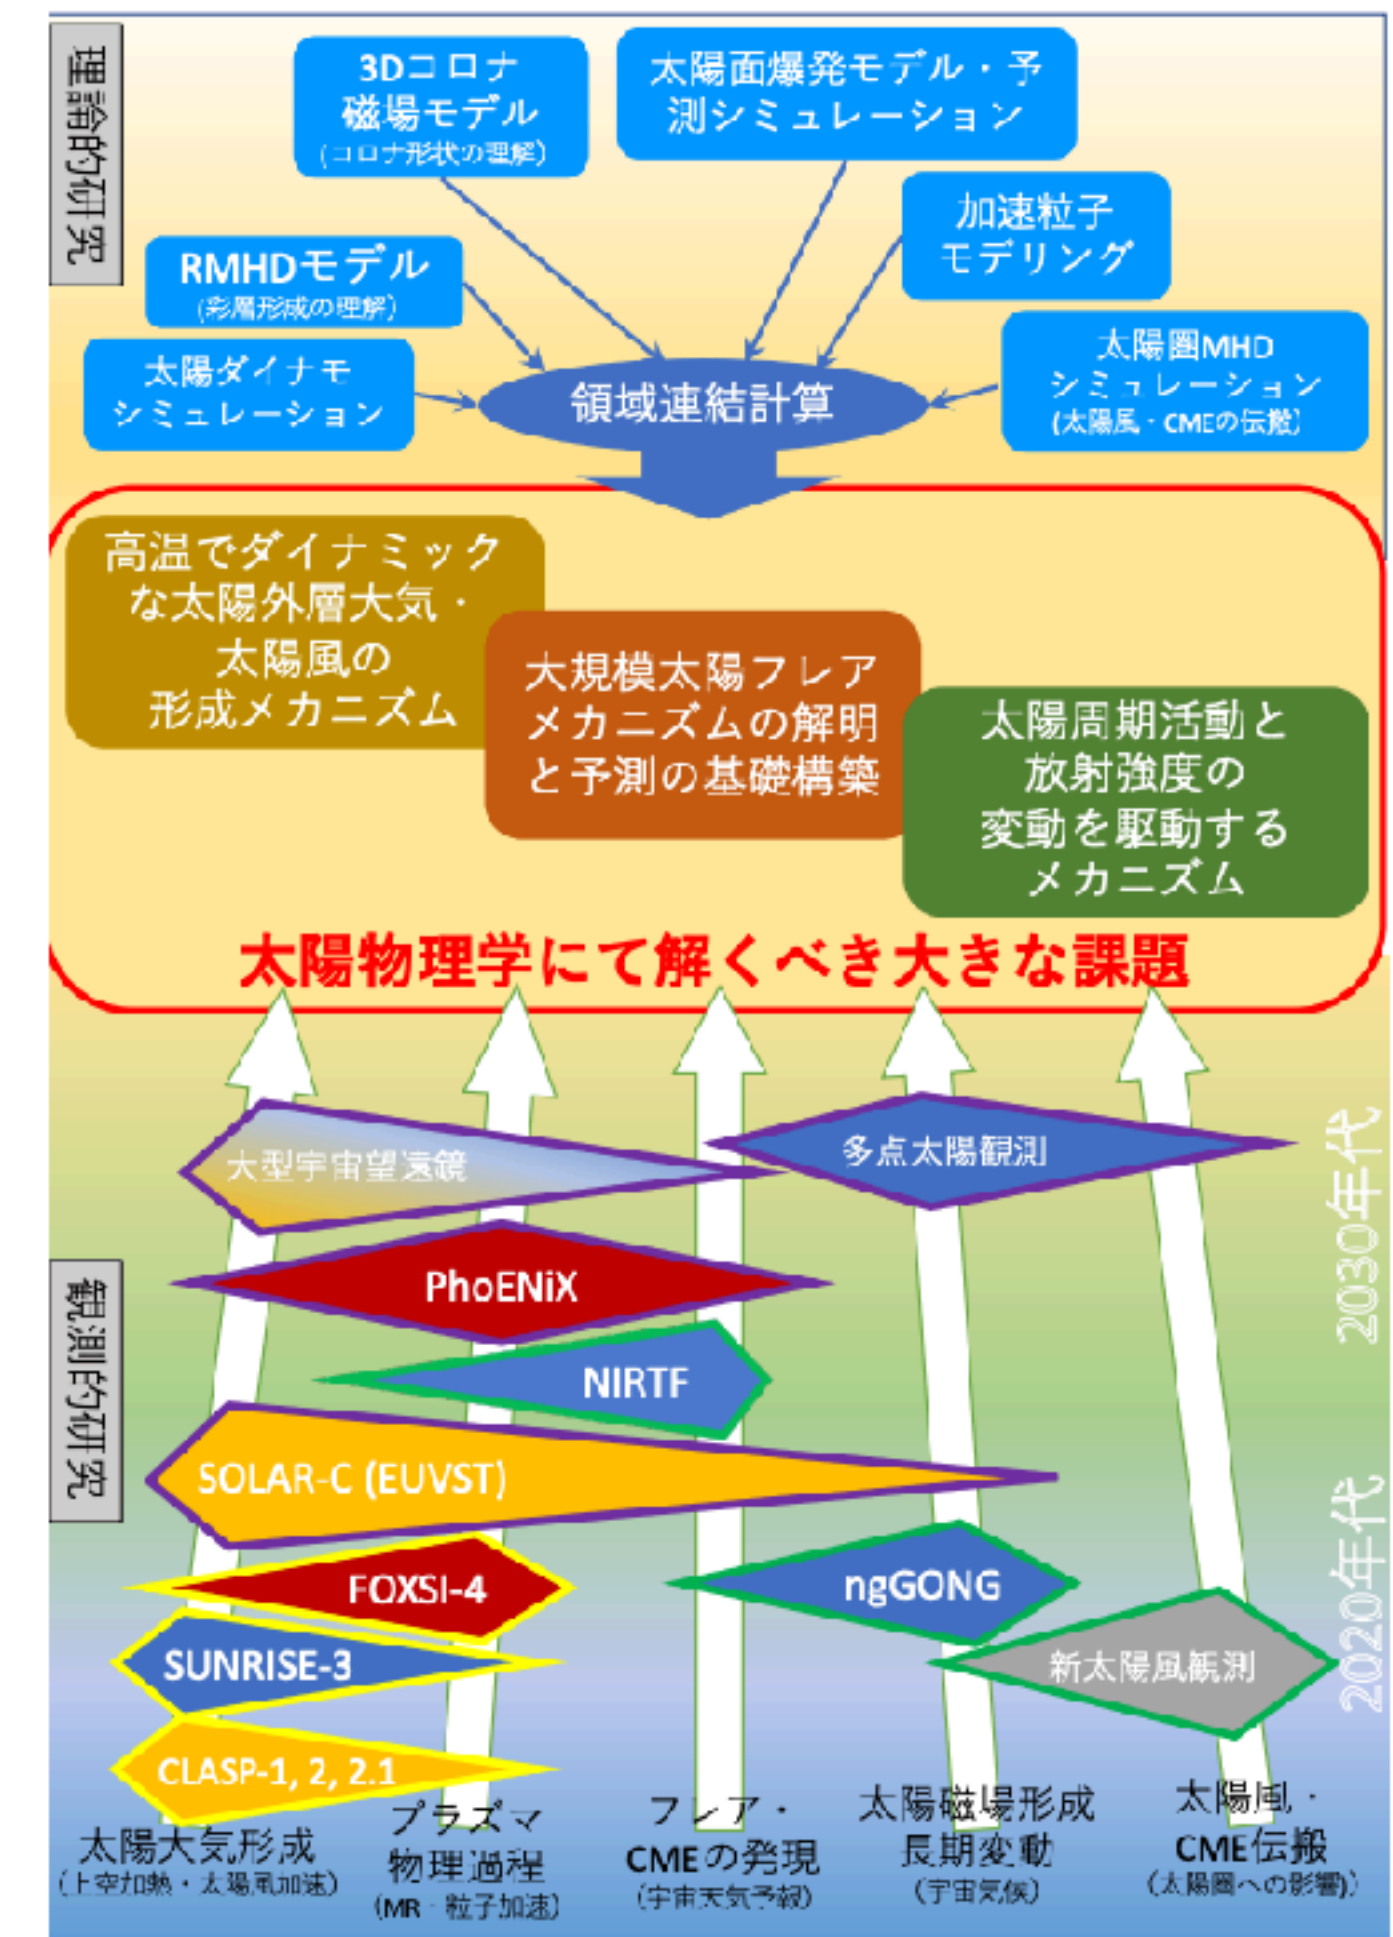 理論的研究
3Dコロナ
磁場モデル
(コロナ形状の理解)
太陽面爆発モデル・予
測シミュレーション
加速粒子
モデリング
RMHDモデル
(彩層形成の理解)
太陽ダイナモ
シミュレーション
太陽圏MHD
シミュレーション
(太陽風・CMEの伝搬)
領域連結計算
高温でダイナミック
な太陽外層大気・
太陽風の
形成メカニズム
大規模太陽フレア
メカニズムの解明
と予測の基礎構築
太陽周期活動と
放射強度の
変動を駆動する
メカニズム
太陽物理学にて解くべき大きな課題
観測的研究
2030年代
2020年代
大型宇宙望遠鏡
多点太陽観測
PhoENiX
NIRTF
SOLAR-C (EUVST)
FOXSI-4
ngGONG
SUNRISE-3
新太陽風観測
CLASP-1, 2, 2.1
太陽大気形成
(上空加熱・太陽風加速)
プラズマ
物理過程
(MR・粒子加速)
フレア・
CMEの発現
(宇宙天気予報)
太陽磁場形成
長期変動
(宇宙気候)
太陽風・
CME伝搬
(太陽圏への影響)